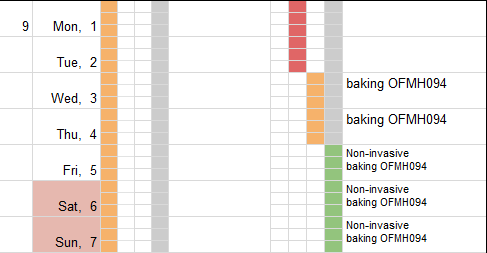 9 Mon, 1
Tue, 2
Wed, 3 baking OFMH094
Thu, 4 baking OFMH094
Fri, 5 Non-invasive
baking OFMH094
Sat, 6 Non-invasive
baking OFMH094
Sun, 7 Non-invasive
baking OFMH094